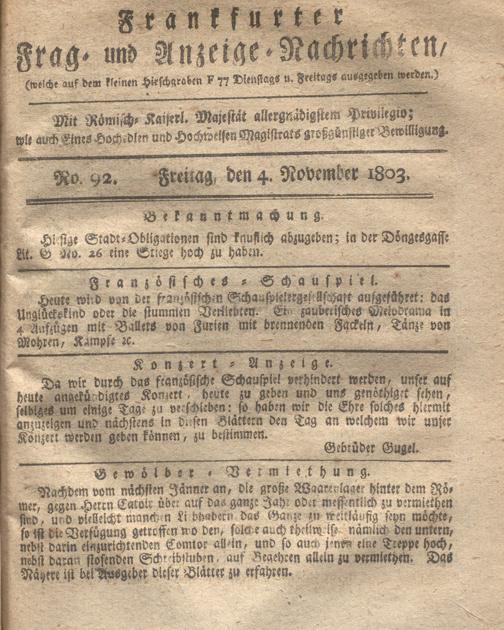 Frankfurter
Frag- und Anzeige-Nachrichten,
(welche auf dem kleinen Hirschgraben F 77 Dienstags u. Freitags ausgegeben werden.)
Mit Römisch-Kaiserl. Majestät allergnädigstem Privilegio;
wie auch Eines Hoch-Edlen und Hochweisen Magistrats großgünstiger Bewilligung.
No. 92. Freitag, den 4. November 1803.
Bekanntmachung.
Hiesige Stadt-Obligationen sind käuflich abzugeben; in der Döngesgasse
Lit. G No. 26 eine Stiege hoch zu haben.
Französisches-Schauspiel.
Heute wird von der französischen Schauspielergesellschaft aufgeführet: das
Unglückskind oder die stummen Verliebten. Ein zauberisches Melodrama in
4 Aufzügen mit Ballets von Furien mit brennenden Fackeln, Tänze von
Mohren, Kämpfe ꝛc.
Konzert-Anzeige.
Da wir durch das französische Schauspiel verhindert werden, unser auf
heute angekündigtes Konzert, heute zu geben und uns genöthiget sehen,
selbiges um einige Tage zu verschieben: so haben wir die Ehre solches hiermit
anzuzeigen und nächstens in diesen Blättern den Tag an welchem wir unser
Konzert werden geben können, zu bestimmen.
Gebrüder Gugel.
Gewölber-Vermiethung.
Nachdem vom nächsten Jänner an, die große Waarenlager hinter dem Rö-
mer, gegen Herrn Catoir über auf das ganze Jahr oder messentlich zu vermiethen
sind, und vielleicht manchen Liebhabern das Ganze zu weitläufig seyn möchte,
so ist die Verfügung getroffen worden, solche auch theilweise nämlich den untern,
nebst darin einzurichtenden Comtor allein, und so auch jenen eine Treppe hoch,
nebst daran stosenden Schreibstuben, auf Begehren allein zu vermiethen. Das
Nähere ist bei Ausgeber dieser Blätter zu erfahren.